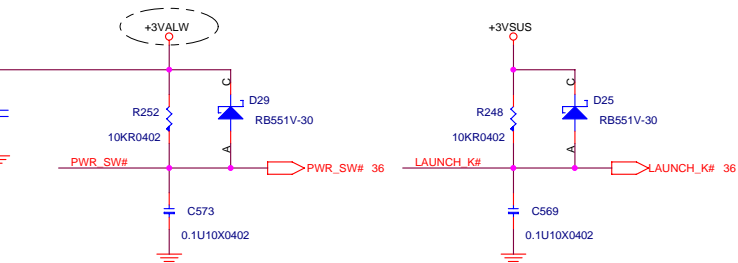 +3VALW
+3VSUS
C
D29
R252
RB551V-30
10KR0402
A
PWR_SW#
PWR_SW# 36
C573
0.1U10X0402
C
D25
R248
RB551V-30
10KR0402
A
LAUNCH_K#
LAUNCH_K# 36
C569
0.1U10X0402